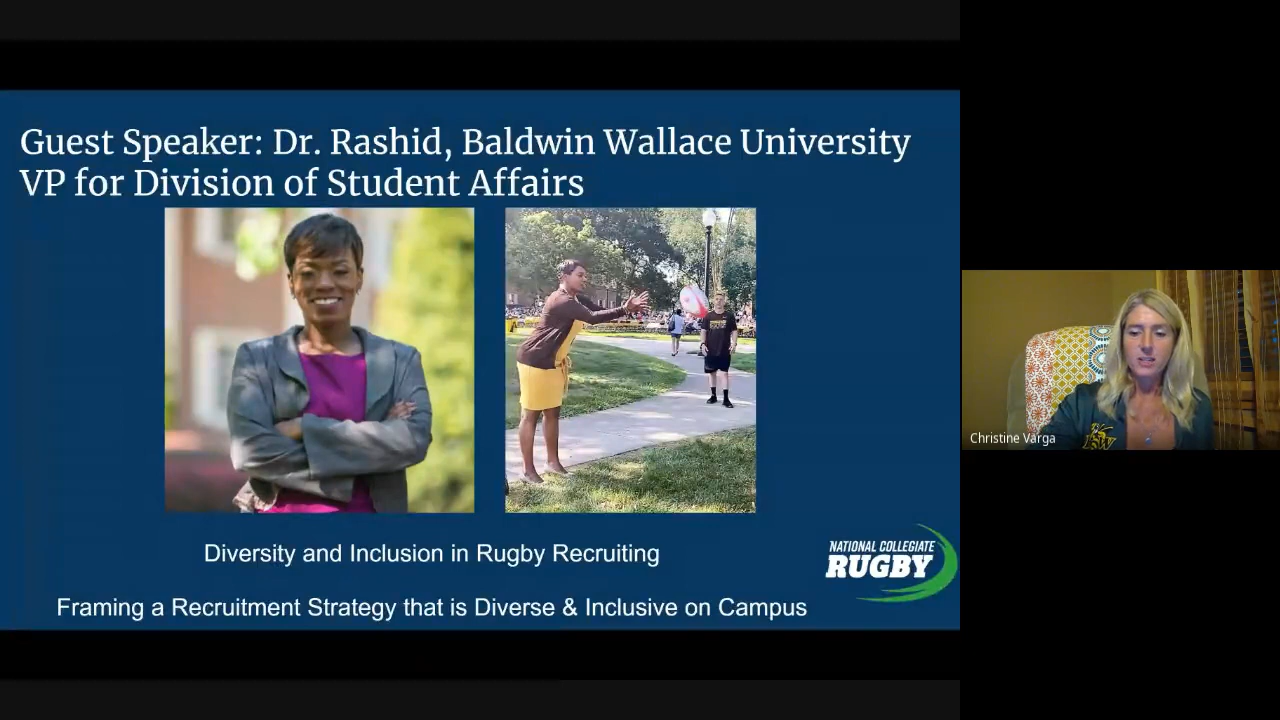 Guest Speaker: Dr. Rashid, Baldwin Wallace University
VP for Division of Student Affairs
Diversity and Inclusion in Rugby Recruiting
Framing a Recruitment Strategy that is Diverse & Inclusive on Campus
NATIONAL COLLEGIATE
RUGBY
Christine Varga
BW